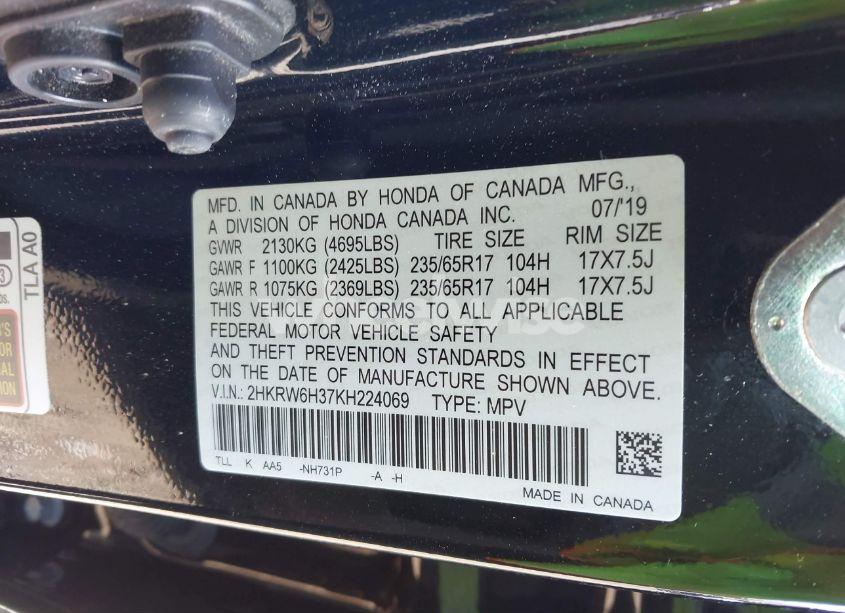 MFD. IN CANADA BY HONDA OF CANADA MFG.,
A DIVISION OF HONDA CANADA INC. 07/'19
GVWR 2130KG (4695LBS) TIRE SIZE RIM SIZE
GAWR F 1100KG (2425LBS) 235/65R17 104H 17X7.5J
GAWR R 1075KG (2369LBS) 235/65R17 104H 17X7.5J
THIS VEHICLE CONFORMS TO ALL APPLICABLE
FEDERAL MOTOR VEHICLE SAFETY
AND THEFT PREVENTION STANDARDS IN EFFECT
ON THE DATE OF MANUFACTURE SHOWN ABOVE.
V.I.N.: 2HKRW6H37KH224069 TYPE: MPV
TLL K AA5 -NH731P -A -H
MADE IN CANADA
TLA A0